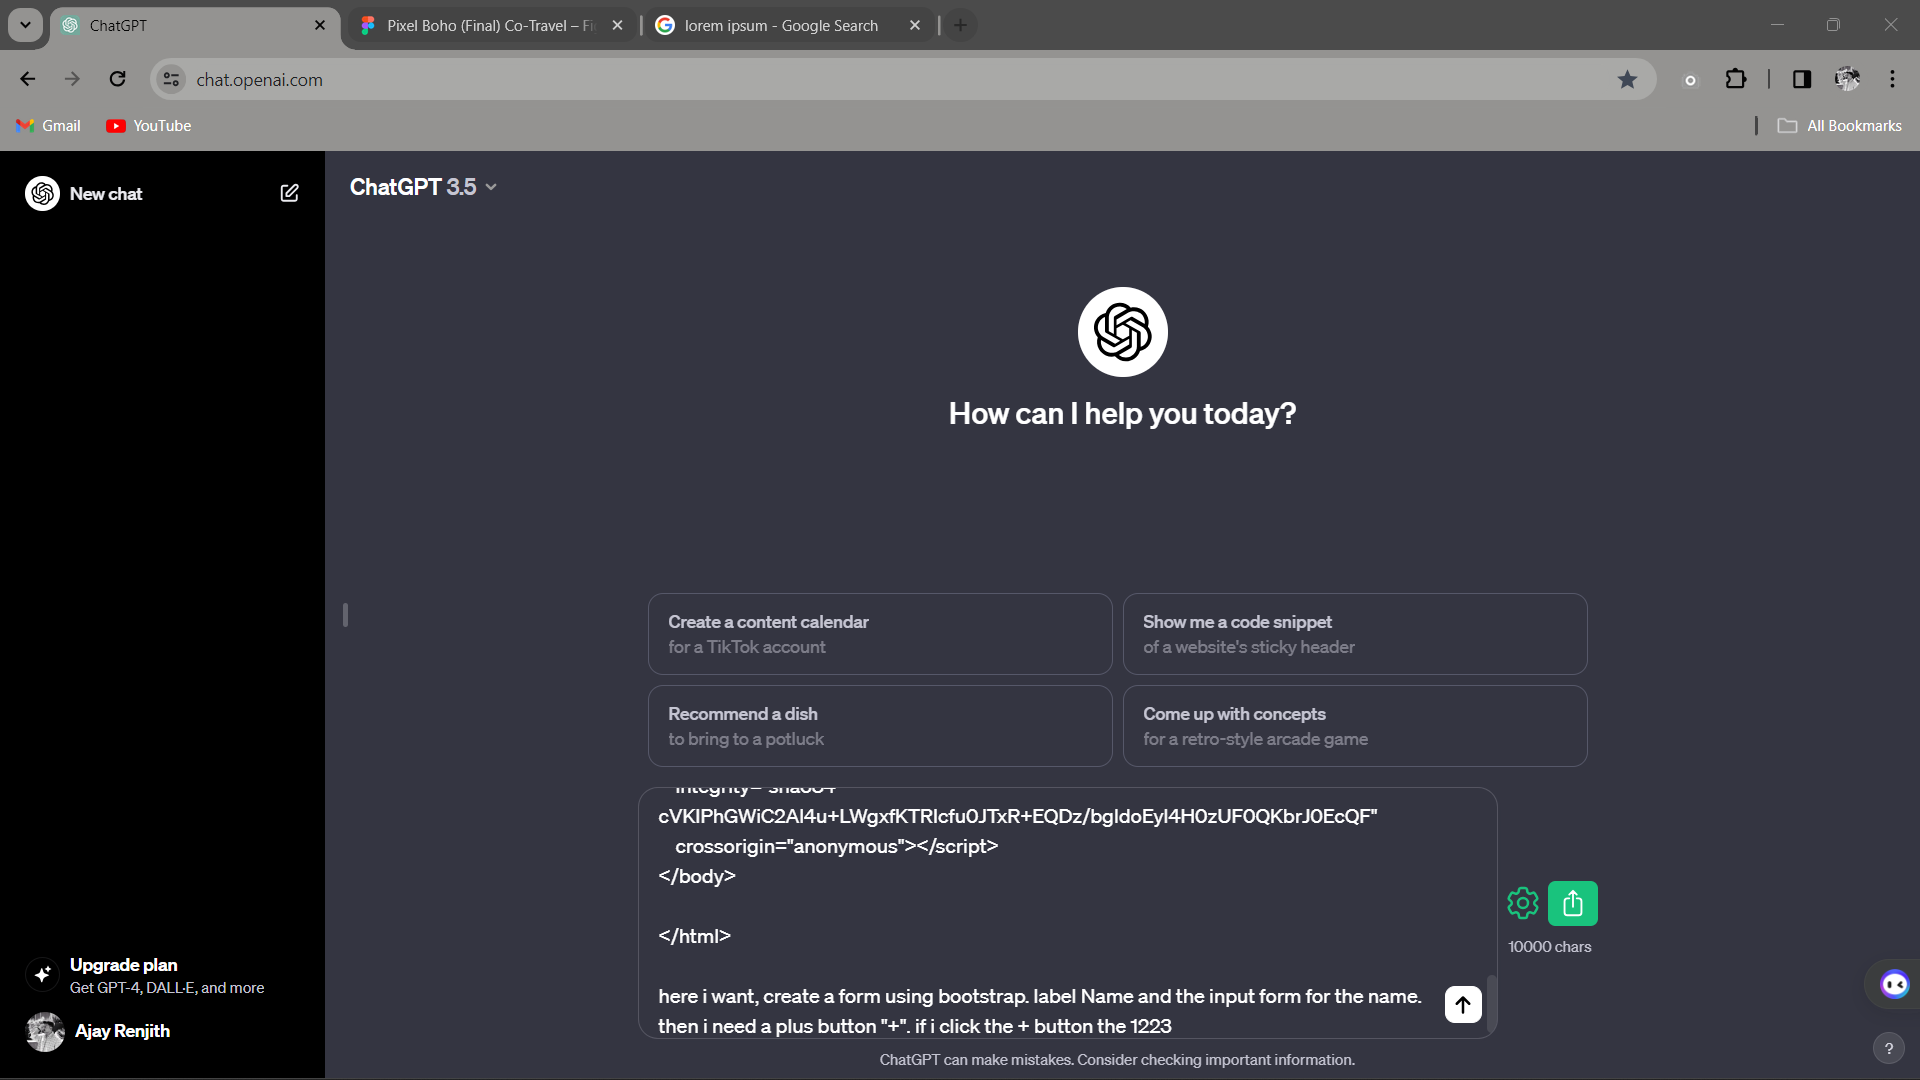 ChatGPT
Pixel Boho (Final) Co-Travel – Fi
lorem ipsum - Google Search
chat.openai.com
Gmail
YouTube
All Bookmarks
New chat
ChatGPT 3.5
How can I help you today?
Create a content calendar
for a TikTok account
Show me a code snippet
of a website's sticky header
Recommend a dish
to bring to a potluck
Come up with concepts
for a retro-style arcade game
cVKIPhGWiC2Al4u+LWgxfKTRIcfu0JTxR+EQDz/bgldoEyl4H0zUF0QKbrJ0EcQF"
crossorigin="anonymous"></script>
</body>
</html>
here i want, create a form using bootstrap. label Name and the input form for the name.
then i need a plus button "+". if i click the + button the 1223
10000 chars
Upgrade plan
Get GPT-4, DALL·E, and more
Ajay Renjith
ChatGPT can make mistakes. Consider checking important information.
?